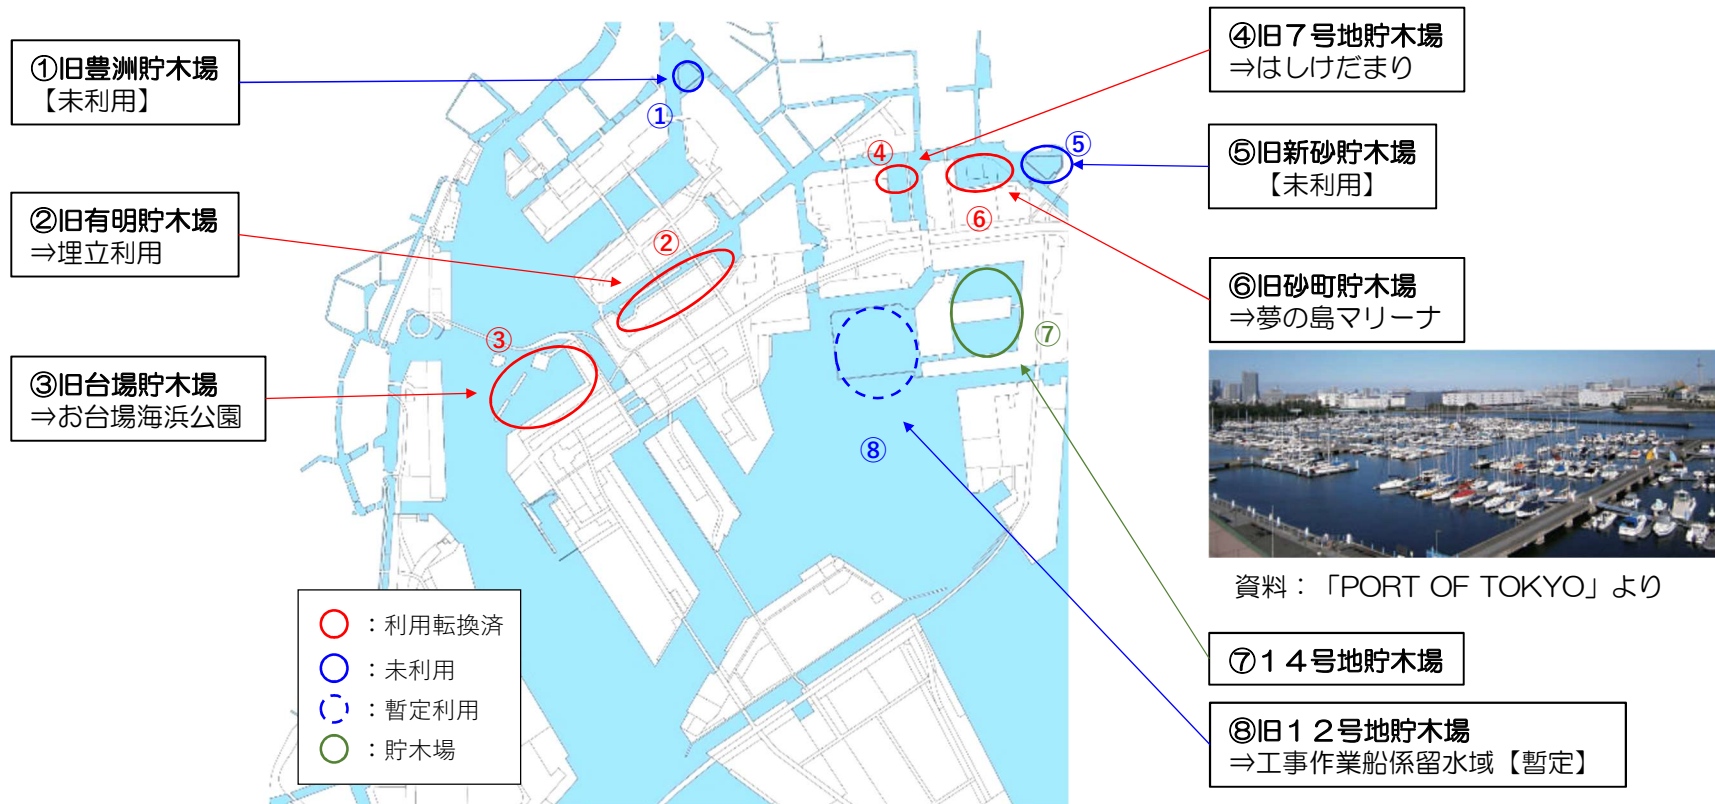 ①旧豊洲貯木場
【未利用】
②旧有明貯木場
⇒埋立利用
③旧台場貯木場
⇒お台場海浜公園
④旧７号地貯木場
⇒はしけだまり
⑤旧新砂貯木場
【未利用】
⑥旧砂町貯木場
⇒夢の島マリーナ
資料：「PORT OF TOKYO」より
⑦１４号地貯木場
⑧旧１２号地貯木場
⇒工事作業船係留水域【暫定】
①
②
③
④
⑤
⑥
⑦
⑧
：利用転換済
：未利用
：暫定利用
：貯木場